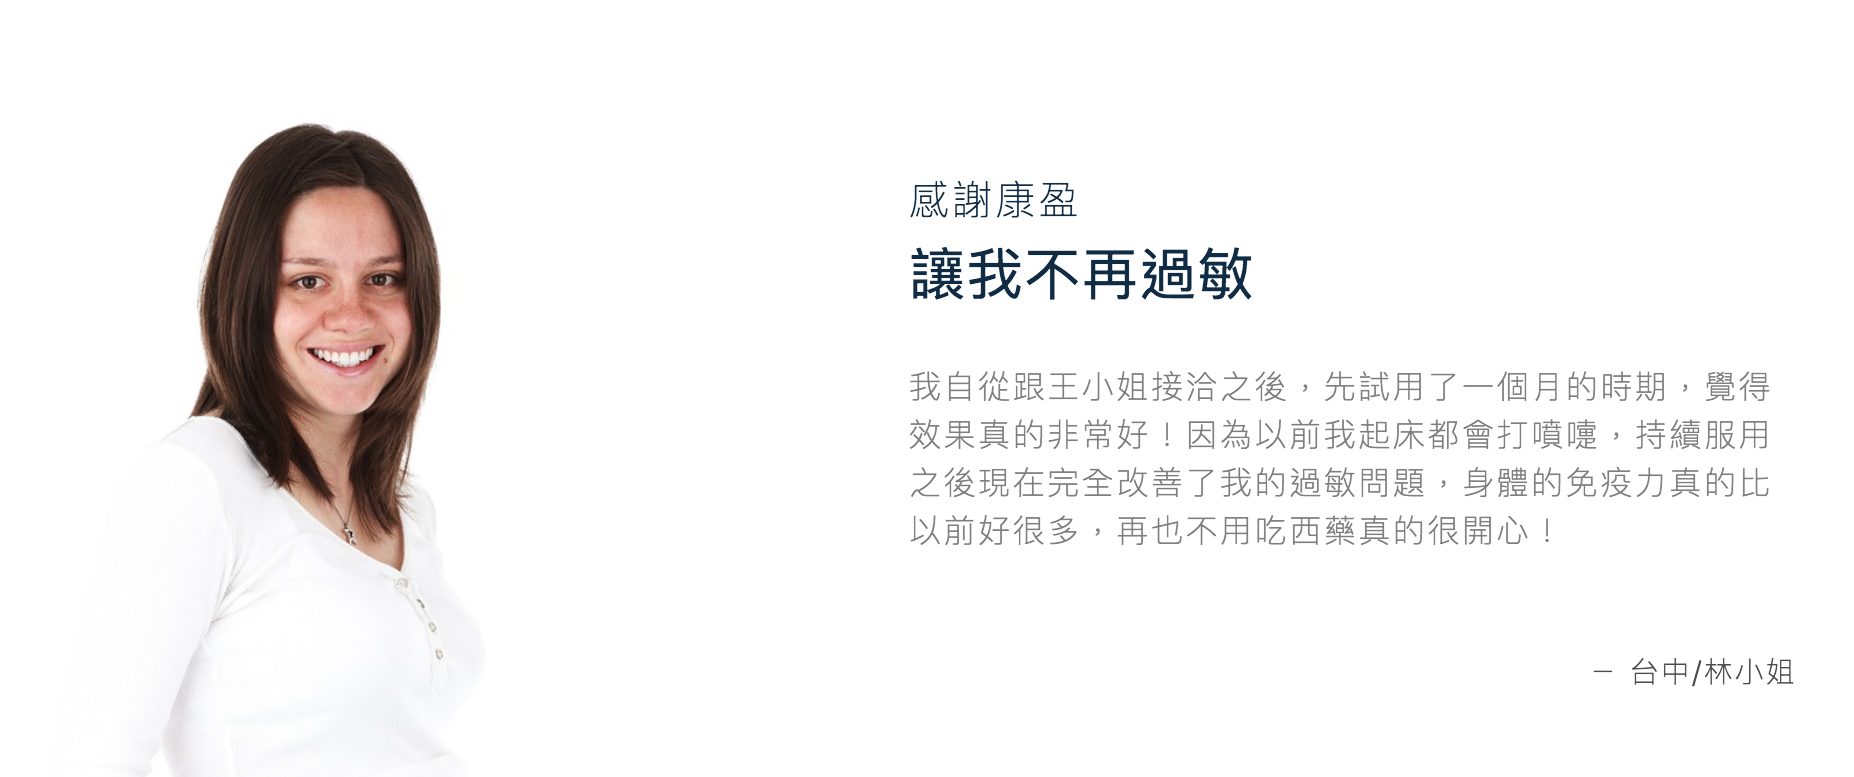 感謝康盈
讓我不再過敏
我自從跟王小姐接洽之後，先試用了一個月的時期，覺得
效果真的非常好！因為以前我起床都會打噴嚏，持續服用
之後現在完全改善了我的過敏問題，身體的免疫力真的比
以前好很多，再也不用吃西藥真的很開心！
— 台中/林小姐